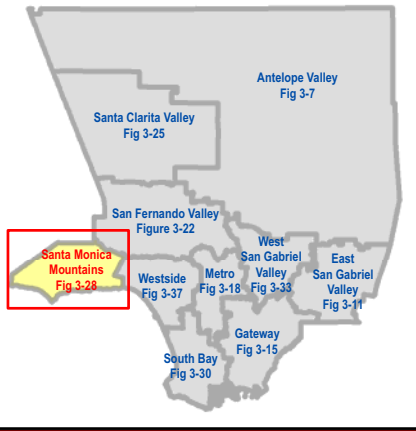 Antelope Valley
Fig 3-7
Santa Clarita Valley
Fig 3-25
San Fernando Valley
Figure 3-22
Santa Monica
Mountains
Fig 3-28
Westside
Fig 3-37
Metro
Fig 3-18
West
San Gabriel
Valley
Fig 3-33
East
San Gabriel
Valley
Fig 3-11
Gateway
Fig 3-15
South Bay
Fig 3-30